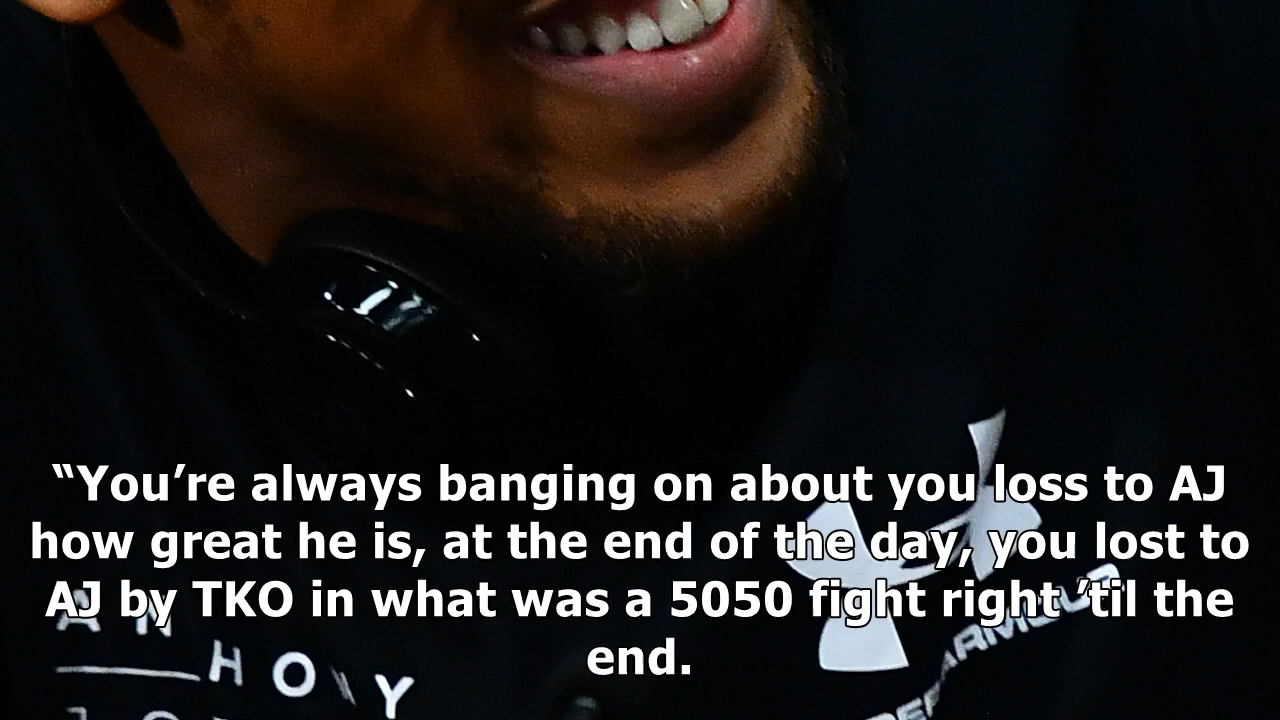 “You’re always banging on about you loss to AJ
how great he is, at the end of the day, you lost to
AJ by TKO in what was a 5050 fight right ’til the
end.